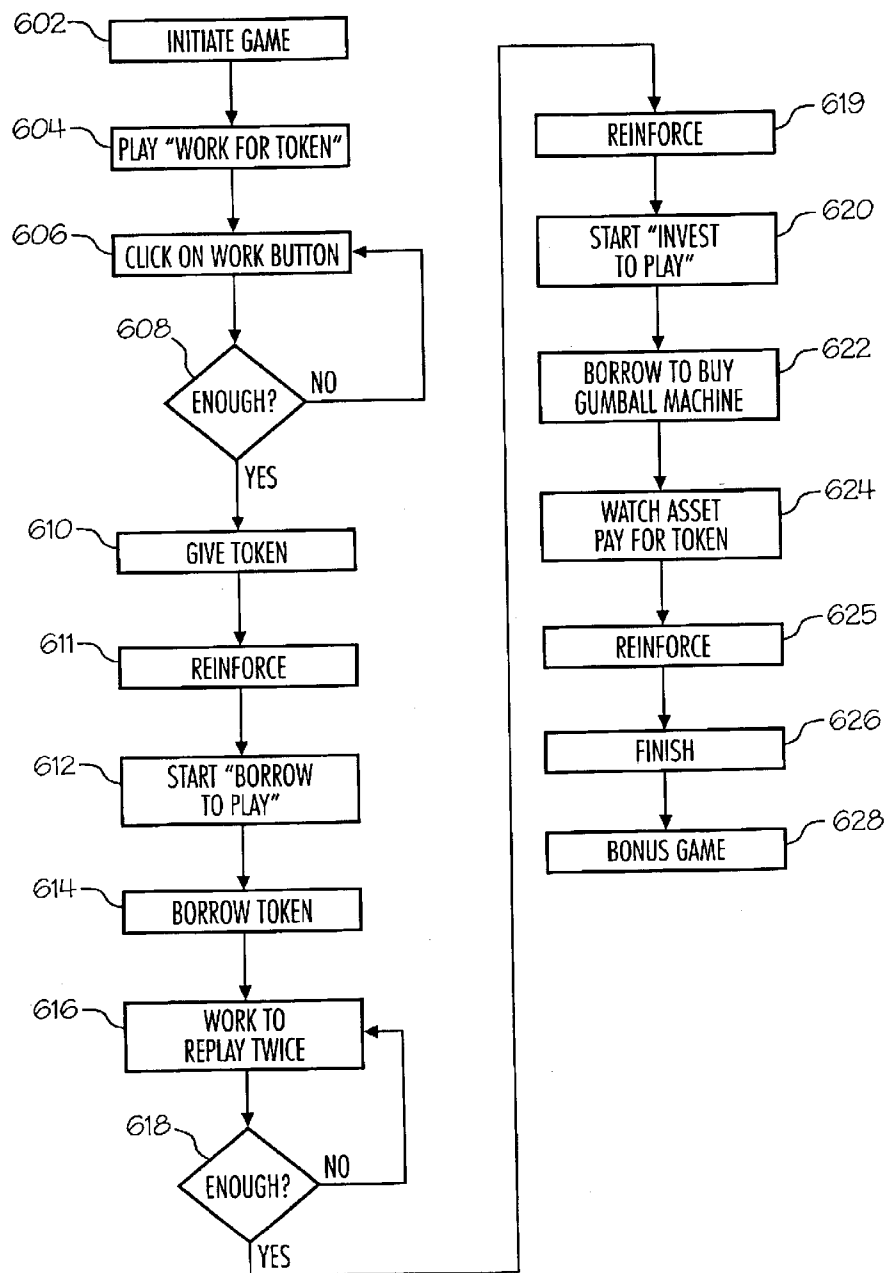 602
INITIATE GAME
604
PLAY “WORK FOR TOKEN”
606
CLICK ON WORK BUTTON
608
ENOUGH?
NO
YES
610
GIVE TOKEN
611
REINFORCE
612
START “BORROW
TO PLAY”
614
BORROW TOKEN
616
WORK TO
REPLAY TWICE
618
ENOUGH?
NO
YES
619
REINFORCE
620
START “INVEST
TO PLAY”
622
BORROW TO BUY
GUMBALL MACHINE
624
WATCH ASSET
PAY FOR TOKEN
625
REINFORCE
626
FINISH
628
BONUS GAME